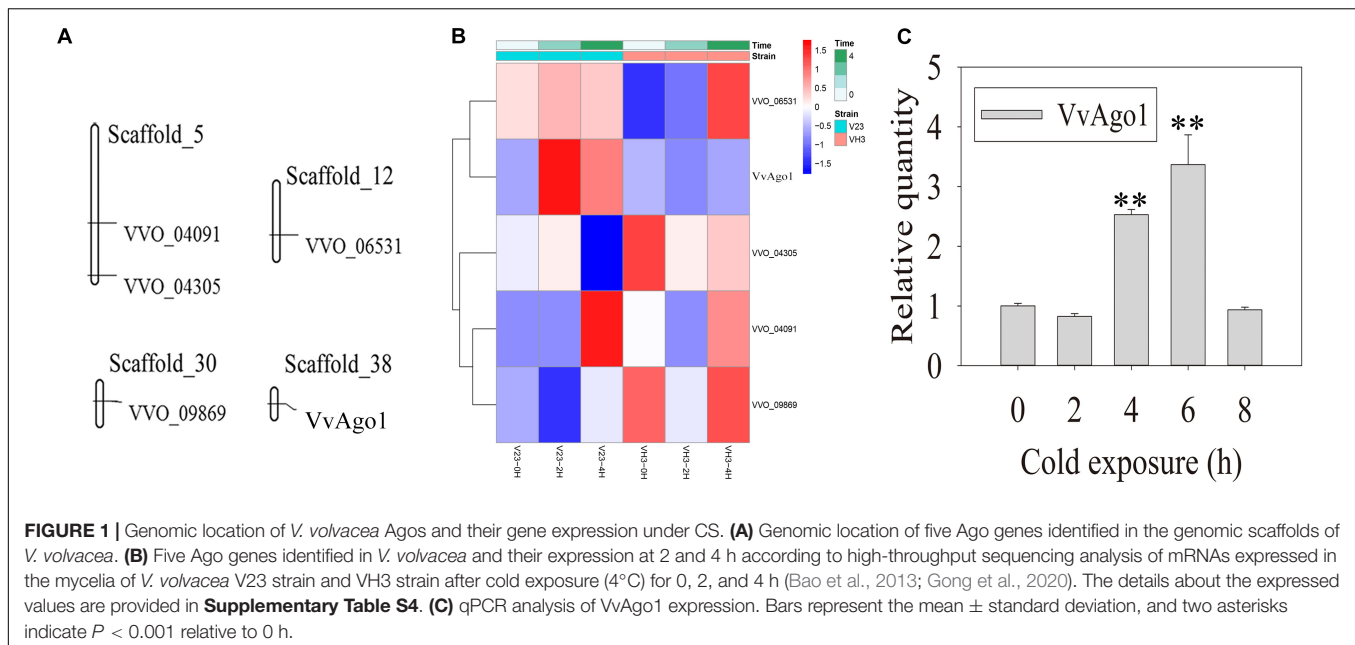 A
Scaffold_5
VVO_04091
VVO_04305
Scaffold_12
VVO_06531
Scaffold_30
VVO_09869
Scaffold_38
VvAgo1
B
Time
Strain
VVO_06531
VvAgo1
VVO_04305
VVO_04091
VVO_09869
V23-0H
V23-2H
V23-4H
VH3-0H
VH3-2H
VH3-4H
1.5
1
0.5
0
−0.5
−1
−1.5
Time
4
0
Strain
V23
VH3
C
Relative quantity
5
4
3
2
1
0
VvAgo1
**
**
0 2 4 6 8
Cold exposure (h)
FIGURE 1 | Genomic location of V. volvacea Agos and their gene expression under CS. (A) Genomic location of five Ago genes identified in the genomic scaffolds of
V. volvacea. (B) Five Ago genes identified in V. volvacea and their expression at 2 and 4 h according to high-throughput sequencing analysis of mRNAs expressed in
the mycelia of V. volvacea V23 strain and VH3 strain after cold exposure (4°C) for 0, 2, and 4 h (Bao et al., 2013; Gong et al., 2020). The details about the expressed
values are provided in Supplementary Table S4. (C) qPCR analysis of VvAgo1 expression. Bars represent the mean ± standard deviation, and two asterisks
indicate P < 0.001 relative to 0 h.